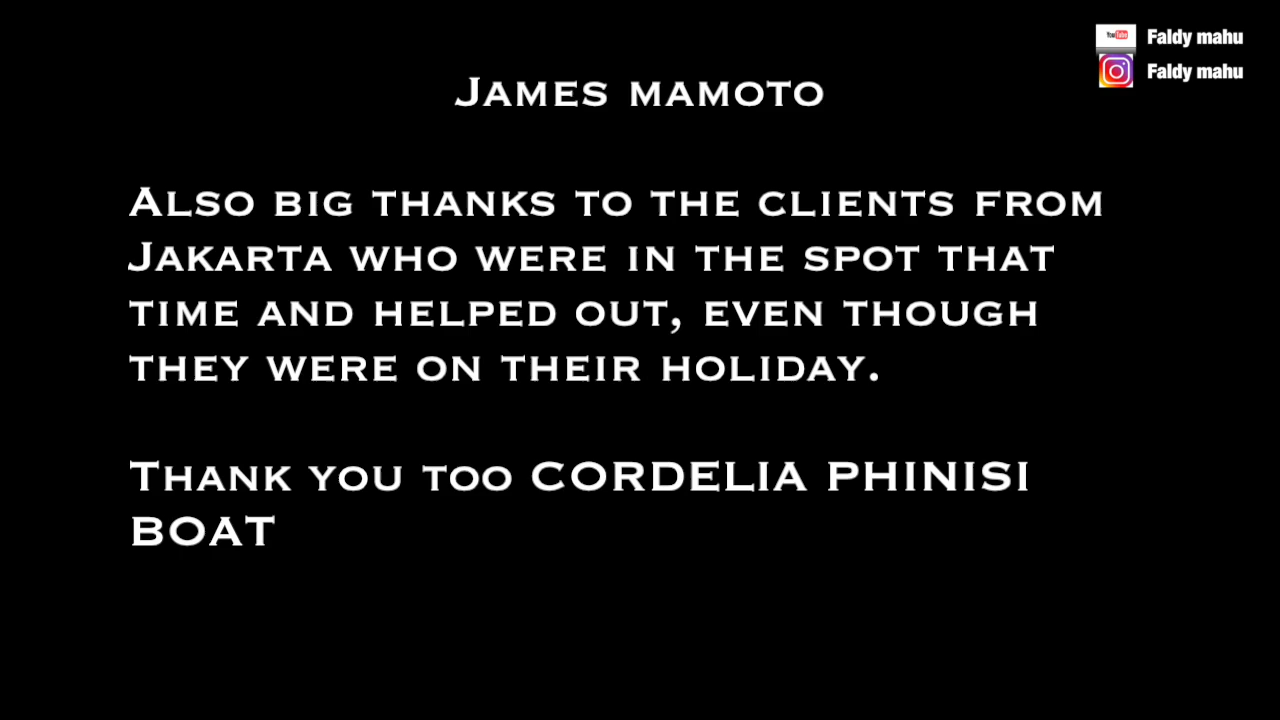 YouTube Faldy mahu
Faldy mahu
James mamoto
Also big thanks to the clients from
Jakarta who were in the spot that
time and helped out, even though
they were on their holiday.
Thank you too CORDELIA PHINISI
BOAT